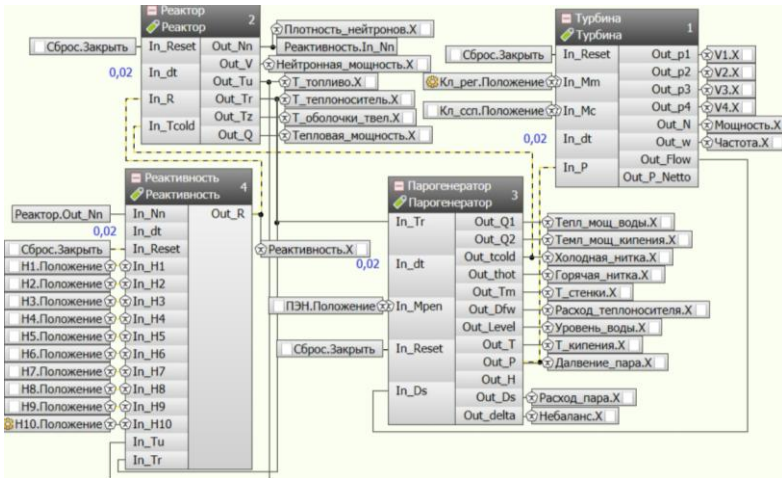 Реактор 2
Реактор
Сброс.Закрыть In_Reset Out_Nn Плотность_нейтронов.X
Реактивность.In_Nn
Out_V Нейтронная_мощность.X
0,02 In_dt Out_Tu Т_топливо.X
In_R Out_Tr Т_теплоноситель.X
Out_Tz Т_оболочки_твел.X
In_Tcold Out_Q Тепловая_мощность.X
Турбина 1
Турбина
Сброс.Закрыть In_Reset Out_p1 V1.X
Out_p2 V2.X
Кл_рег.Положение In_Mm Out_p3 V3.X
Кл_ссп.Положение In_Mc Out_p4 V4.X
Out_N Мощность.X
0,02 In_dt Out_w Частота.X
In_P Out_Flow
Out_P_Netto
Реактивность 4
Реактивность
Реактор.Out_Nn In_Nn Out_R Реактивность.X
0,02 In_dt
Сброс.Закрыть In_Reset
H1.Положение In_H1
H2.Положение In_H2
H3.Положение In_H3
H4.Положение In_H4
H5.Положение In_H5
H6.Положение In_H6
H7.Положение In_H7
H8.Положение In_H8
H9.Положение In_H9
H10.Положение In_H10
In_Tu
In_Tr
Парогенератор 3
Парогенератор
In_Tr Out_Q1 Тепл_мощ_воды.X
Out_Q2 Темл_мощ_кипения.X
Out_tcold Холодная_нитка.X
0,02 In_dt Out_thot Горячая_нитка.X
Out_Tm Т_стенки.X
ПЭН.Положение In_Mpen Out_Dfw Расход_теплоносителя.X
Out_Level Уровень_воды.X
Сброс.Закрыть In_Reset Out_T Т_кипения.X
Out_P Далвение_пара.X
Out_H
In_Ds Out_Ds Расход_пара.X
Out_delta Небаланс.X